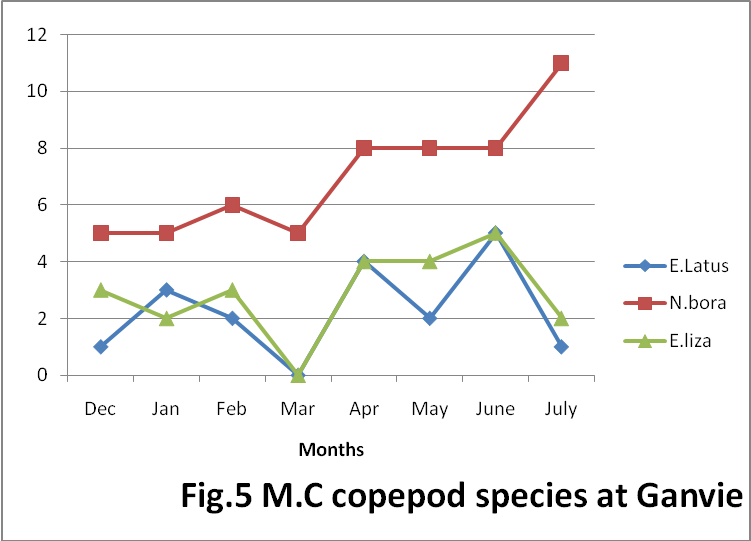 12
10
8
6
4
2
0
Dec Jan Feb Mar Apr May June July
Months
E.Latus
N.bora
E.liza
Fig.5 M.C copepod species at Ganvie